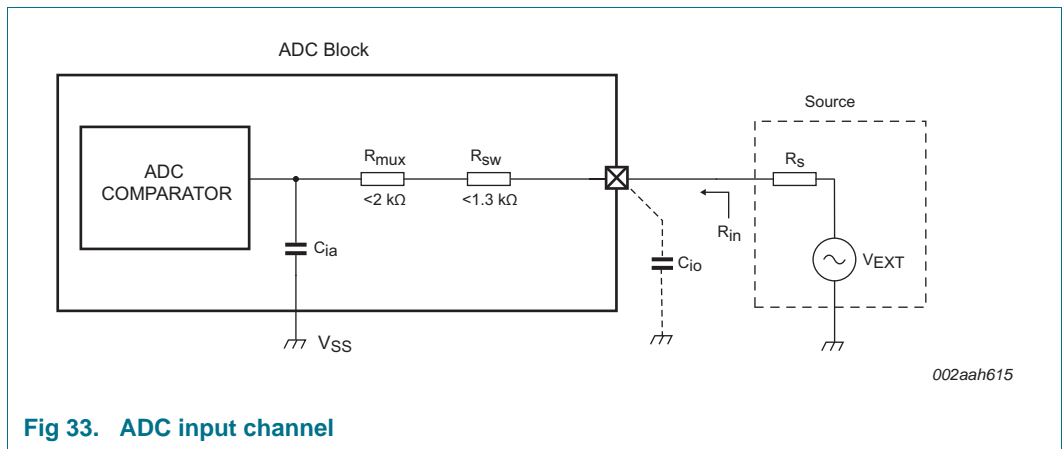 ADC Block
Source
ADC
COMPARATOR
Rmux
<2 kΩ
Rsw
<1.3 kΩ
Rs
Rin
Cia
Cio
VEXT
VSS
002aah615
Fig 33. ADC input channel